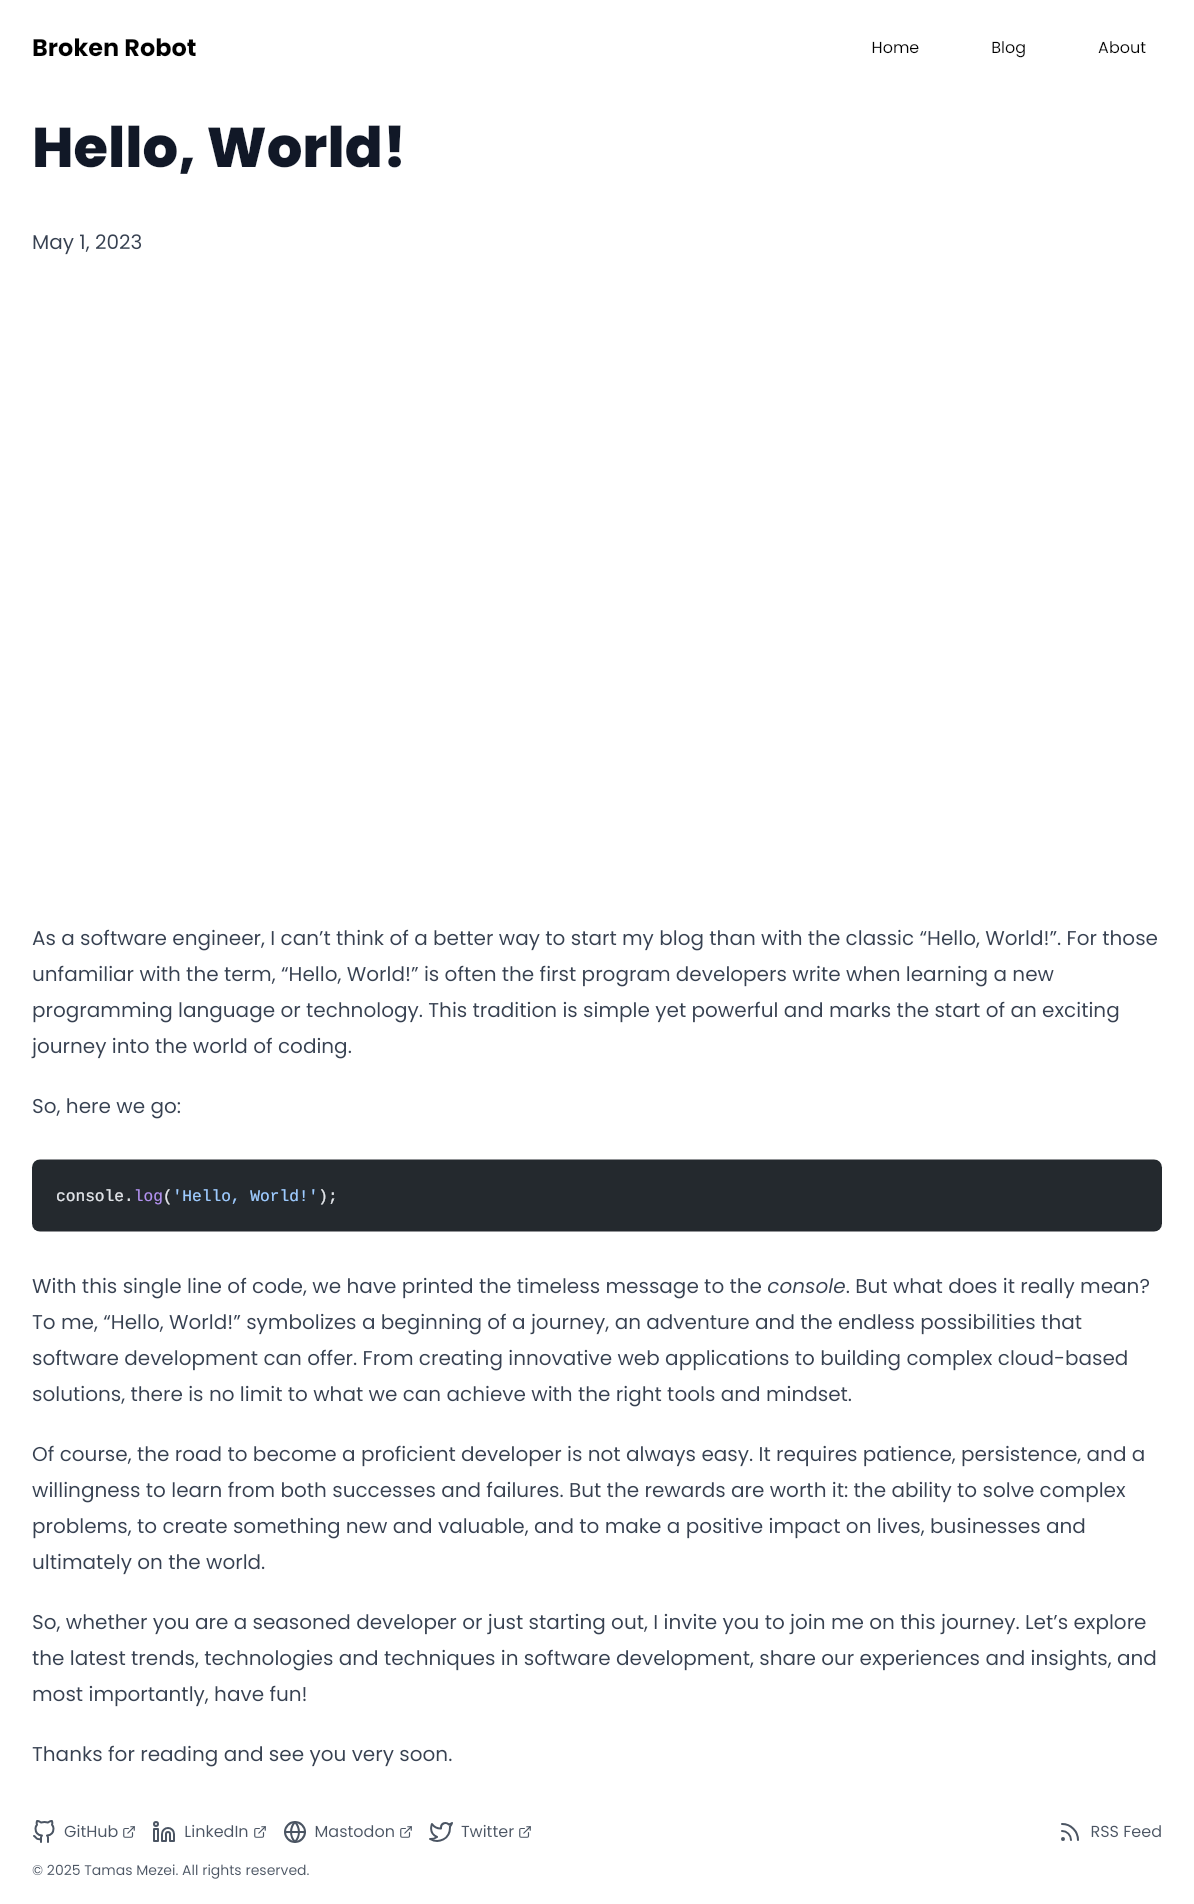 Broken Robot
Home
Blog
About
Hello, World!
May 1, 2023
As a software engineer, I can’t think of a better way to start my blog than with the classic “Hello, World!”. For those
unfamiliar with the term, “Hello, World!” is often the first program developers write when learning a new
programming language or technology. This tradition is simple yet powerful and marks the start of an exciting
journey into the world of coding.
So, here we go:
console.log('Hello, World!');
With this single line of code, we have printed the timeless message to the console. But what does it really mean?
To me, “Hello, World!” symbolizes a beginning of a journey, an adventure and the endless possibilities that
software development can offer. From creating innovative web applications to building complex cloud-based
solutions, there is no limit to what we can achieve with the right tools and mindset.
Of course, the road to become a proficient developer is not always easy. It requires patience, persistence, and a
willingness to learn from both successes and failures. But the rewards are worth it: the ability to solve complex
problems, to create something new and valuable, and to make a positive impact on lives, businesses and
ultimately on the world.
So, whether you are a seasoned developer or just starting out, I invite you to join me on this journey. Let’s explore
the latest trends, technologies and techniques in software development, share our experiences and insights, and
most importantly, have fun!
Thanks for reading and see you very soon.
GitHub
LinkedIn
Mastodon
Twitter
RSS Feed
© 2025 Tamas Mezei. All rights reserved.